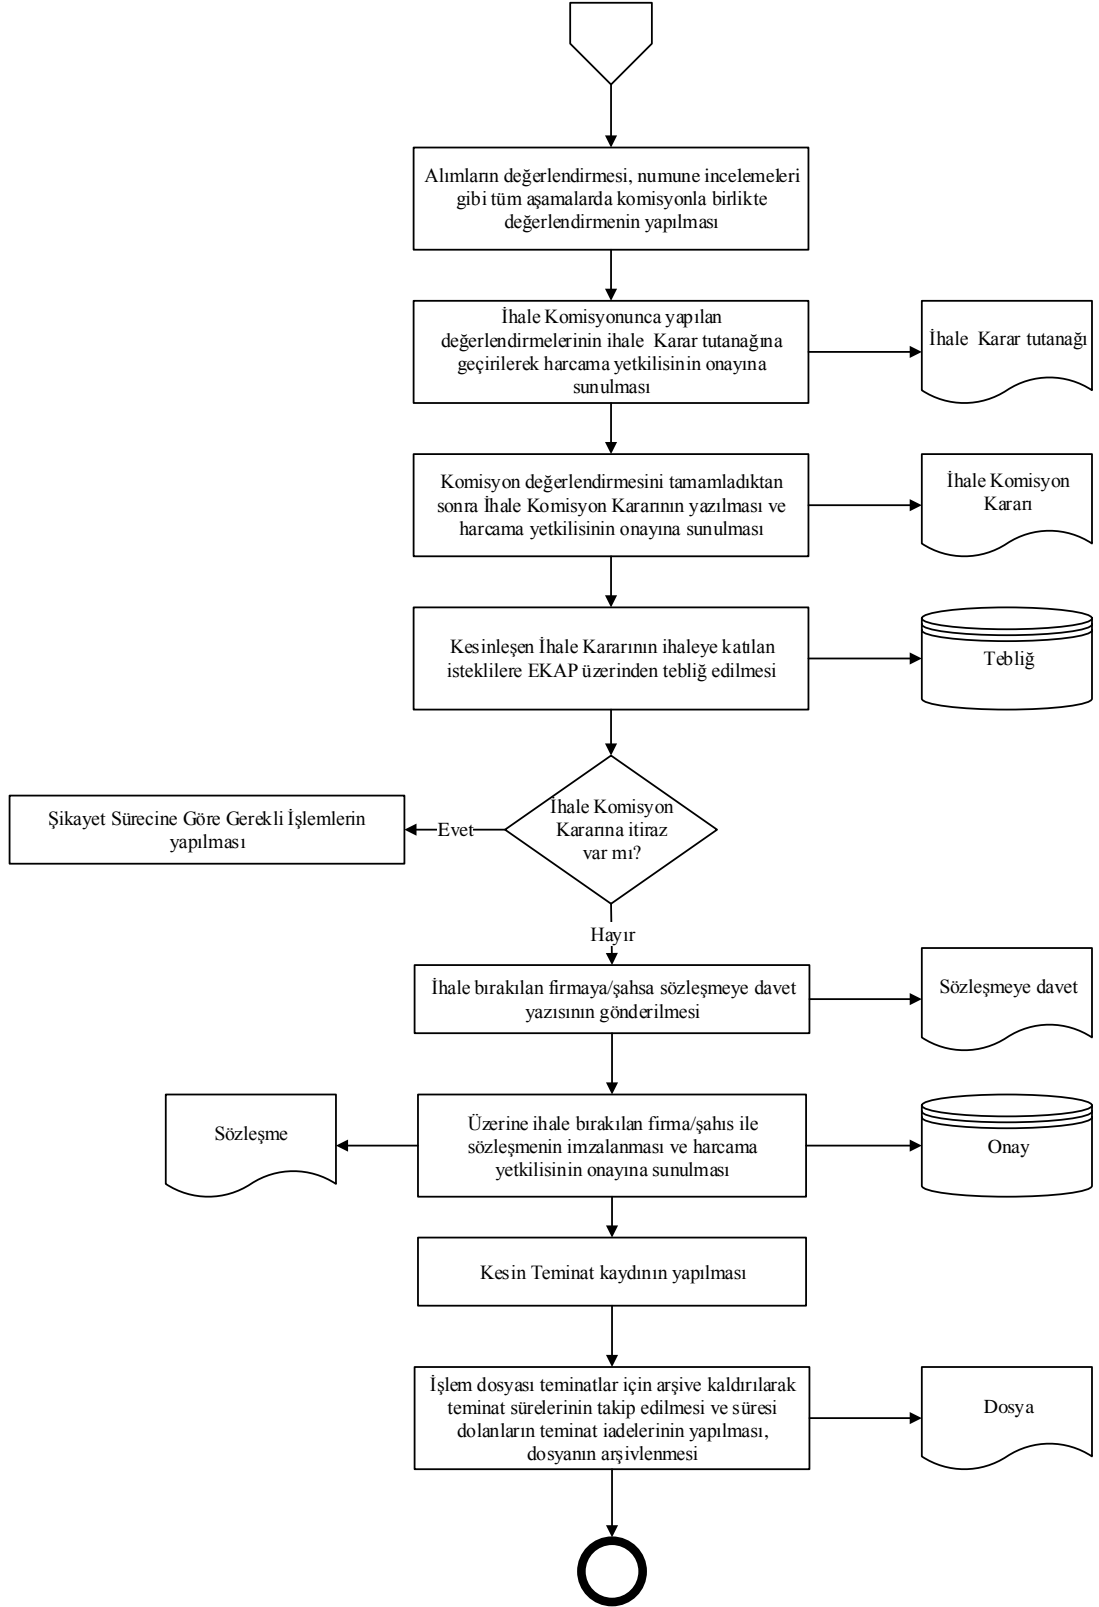 Alımların değerlendirmesi, numune incelemeleri
gibi tüm aşamalarda komisyonla birlikte
değerlendirmenin yapılması
İhale Komisyonunca yapılan
değerlendirmelerinin ihale  Karar tutanağına
geçirilerek harcama yetkilisinin onayına
sunulması
İhale  Karar tutanağı
Komisyon değerlendirmesini tamamladıktan
sonra İhale Komisyon Kararının yazılması ve
harcama yetkilisinin onayına sunulması
İhale Komisyon
Kararı
Kesinleşen İhale Kararının ihaleye katılan
isteklilere EKAP üzerinden tebliğ edilmesi
Tebliğ
İhale Komisyon
Kararına itiraz
var mı?
Evet
Şikayet Sürecine Göre Gerekli İşlemlerin
yapılması
Hayır
İhale bırakılan firmaya/şahsa sözleşmeye davet
yazısının gönderilmesi
Sözleşmeye davet
Sözleşme
Üzerine ihale bırakılan firma/şahıs ile
sözleşmenin imzalanması ve harcama
yetkilisinin onayına sunulması
Onay
Kesin Teminat kaydının yapılması
İşlem dosyası teminatlar için arşive kaldırılarak
teminat sürelerinin takip edilmesi ve süresi
dolanların teminat iadelerinin yapılması,
dosyanın arşivlenmesi
Dosya